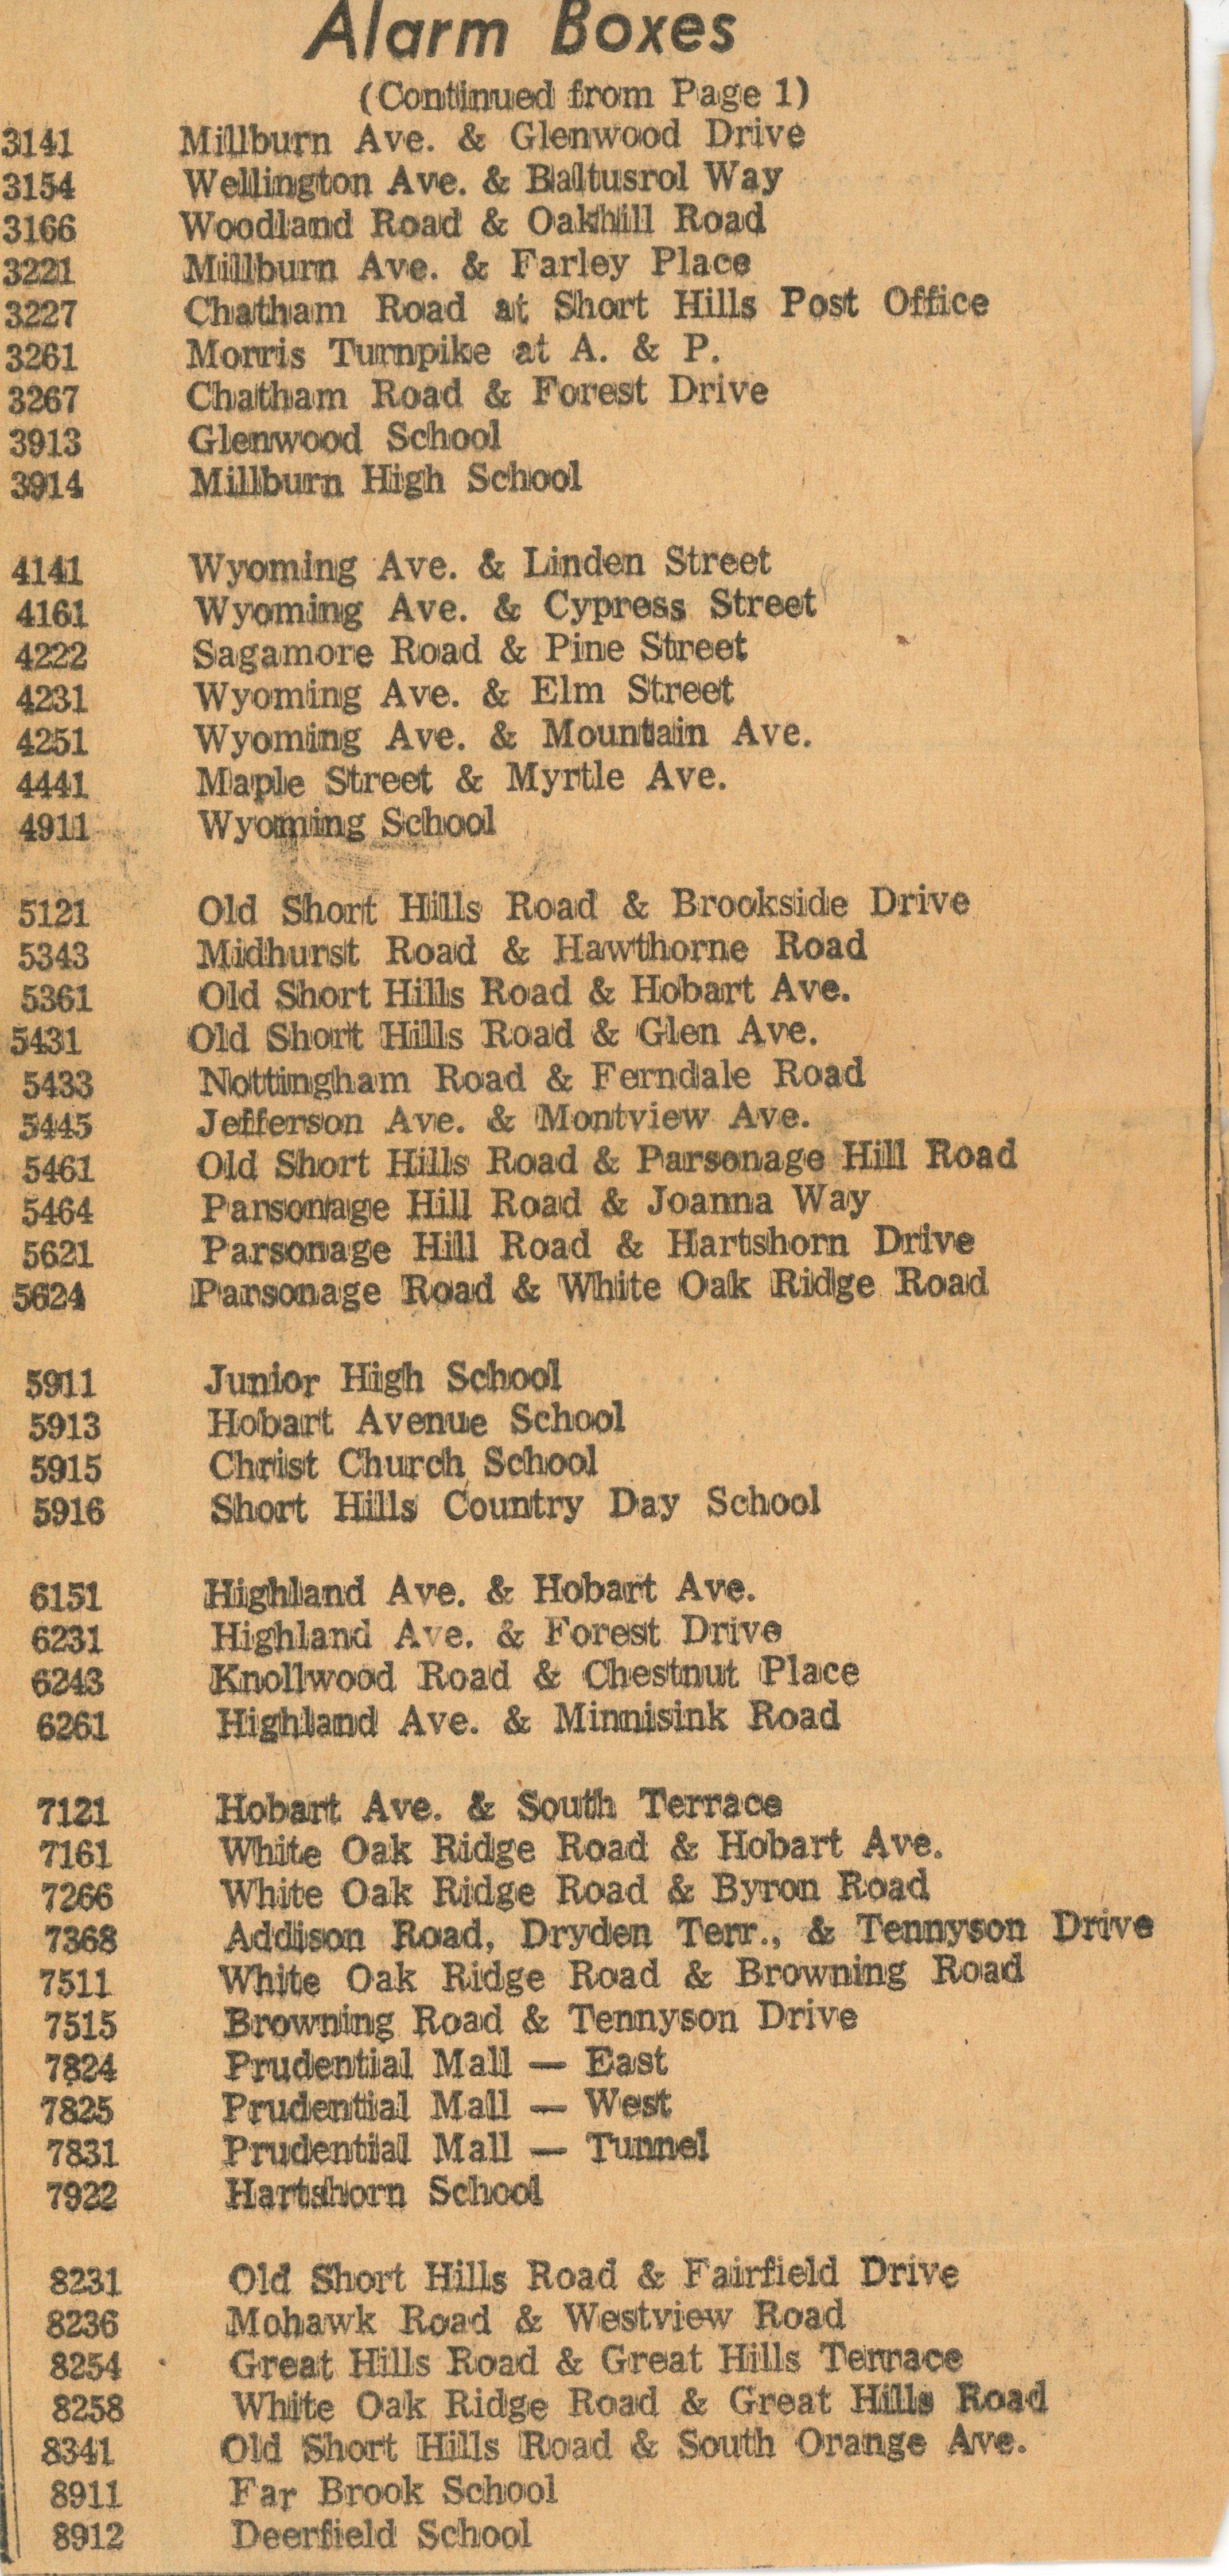 Alarm Boxes
(Continued from Page 1)
3141 Millburn Ave. & Glenwood Drive
3154 Wellington Ave. & Baltusrol Way
3166 Woodland Road & Oakhill Road
3221 Millburn Ave. & Farley Place
3227 Chatham Road at Short Hills Post Office
3261 Morris Turnpike at A. & P.
3267 Chatham Road & Forest Drive
3913 Glenwood School
3914 Millburn High School
4141 Wyoming Ave. & Linden Street
4161 Wyoming Ave. & Cypress Street
4222 Sagamore Road & Pine Street
4231 Wyoming Ave. & Elm Street
4251 Wyoming Ave. & Mountain Ave.
4441 Maple Street & Myrtle Ave.
4911 Wyoming School
5121 Old Short Hills Road & Brookside Drive
5343 Midhurst Road & Hawthorne Road
5361 Old Short Hills Road & Hobart Ave.
5431 Old Short Hills Road & Glen Ave.
5433 Nottingham Road & Ferndale Road
5445 Jefferson Ave. & Montview Ave.
5461 Old Short Hills Road & Parsonage Hill Road
5464 Parsonage Hill Road & Joanna Way
5621 Parsonage Hill Road & Hartshorn Drive
5624 Parsonage Road & White Oak Ridge Road
5911 Junior High School
5913 Hobart Avenue School
5915 Christ Church School
5916 Short Hills Country Day School
6151 Highland Ave. & Hobart Ave.
6231 Highland Ave. & Forest Drive
6243 Knollwood Road & Chestnut Place
6261 Highland Ave. & Minnisink Road
7121 Hobart Ave. & South Terrace
7161 White Oak Ridge Road & Hobart Ave.
7266 White Oak Ridge Road & Byron Road
7368 Addison Road, Dryden Terr., & Tennyson Drive
7511 White Oak Ridge Road & Browning Road
7515 Browning Road & Tennyson Drive
7824 Prudential Mall — East
7825 Prudential Mall — West
7831 Prudential Mall — Tunnel
7922 Hartshorn School
8231 Old Short Hills Road & Fairfield Drive
8236 Mohawk Road & Westview Road
8254 Great Hills Road & Great Hills Terrace
8258 White Oak Ridge Road & Great Hills Road
8341 Old Short Hills Road & South Orange Ave.
8911 Far Brook School
8912 Deerfield School